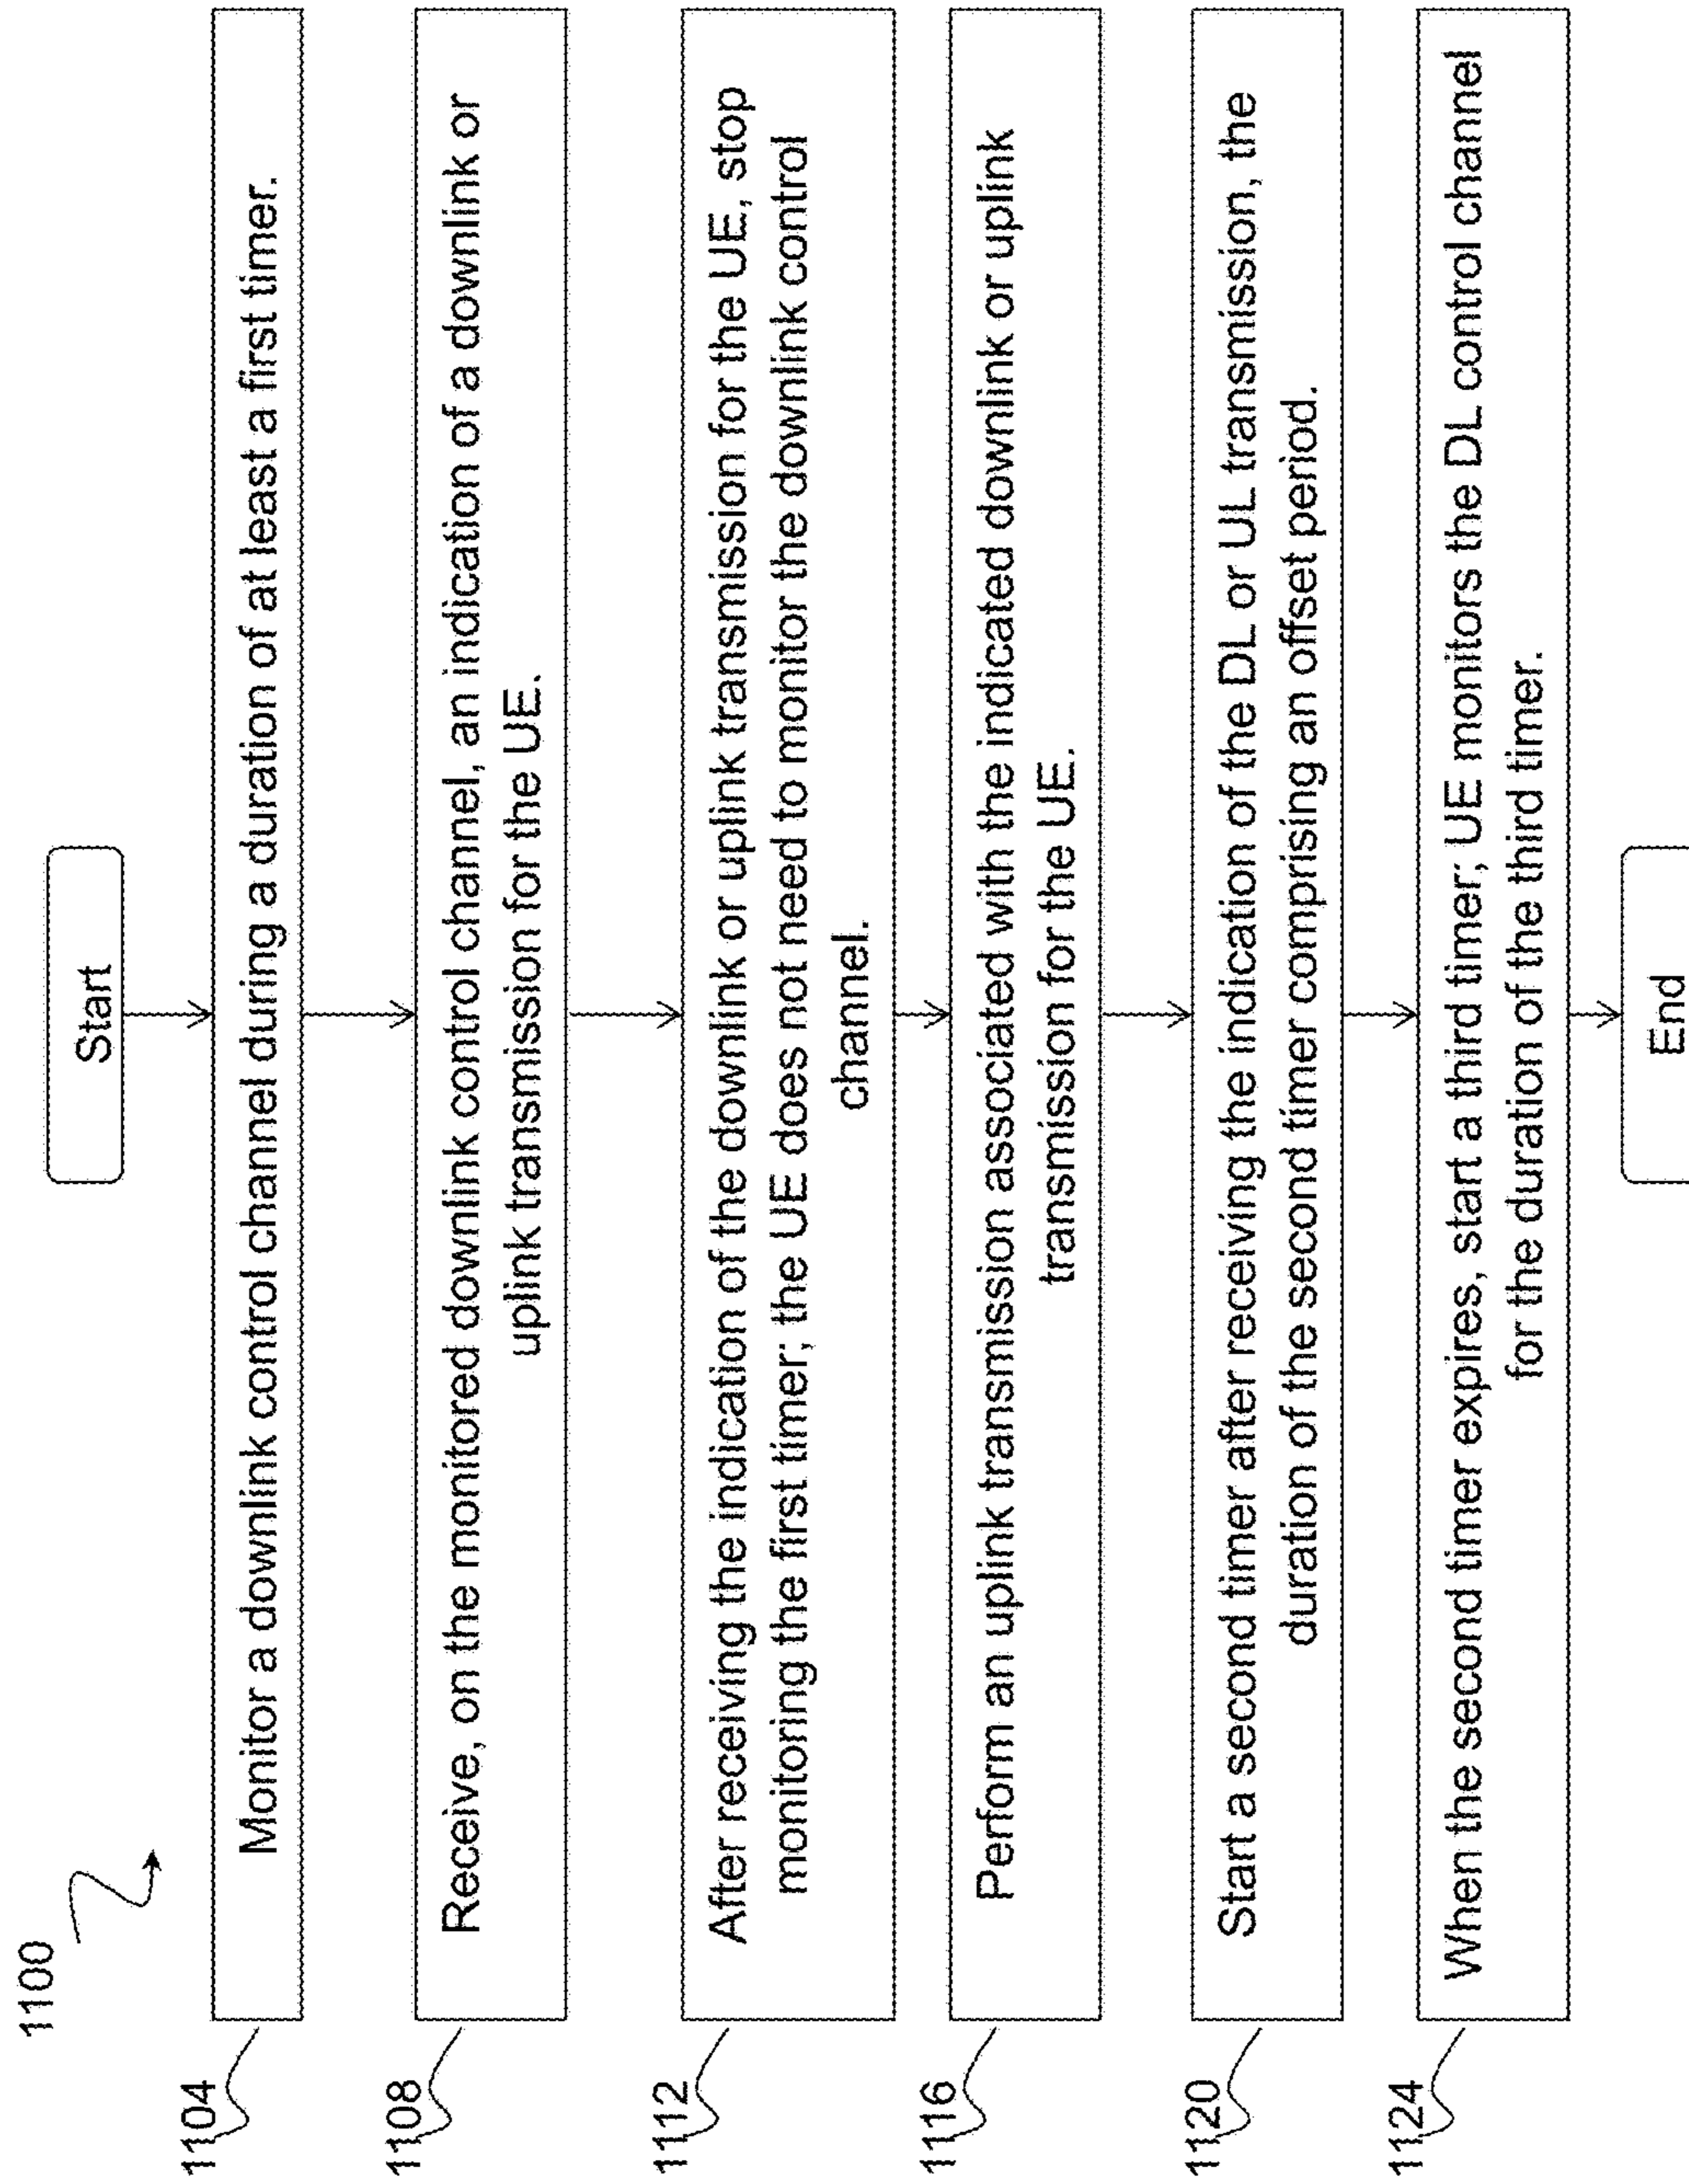 1100
Start
1104
Monitor a downlink control channel during a duration of at least a first timer.
1108
Receive, on the monitored downlink control channel, an indication of a downlink or
uplink transmission for the UE.
1112
After receiving the indication of the downlink or uplink transmission for the UE, stop
monitoring the first timer; the UE does not need to monitor the downlink control
channel.
1116
Perform an uplink transmission associated with the indicated downlink or uplink
transmission for the UE.
1120
Start a second timer after receiving the indication of the DL or UL transmission, the
duration of the second timer comprising an offset period.
1124
When the second timer expires, start a third timer; UE monitors the DL control channel
for the duration of the third timer.
End